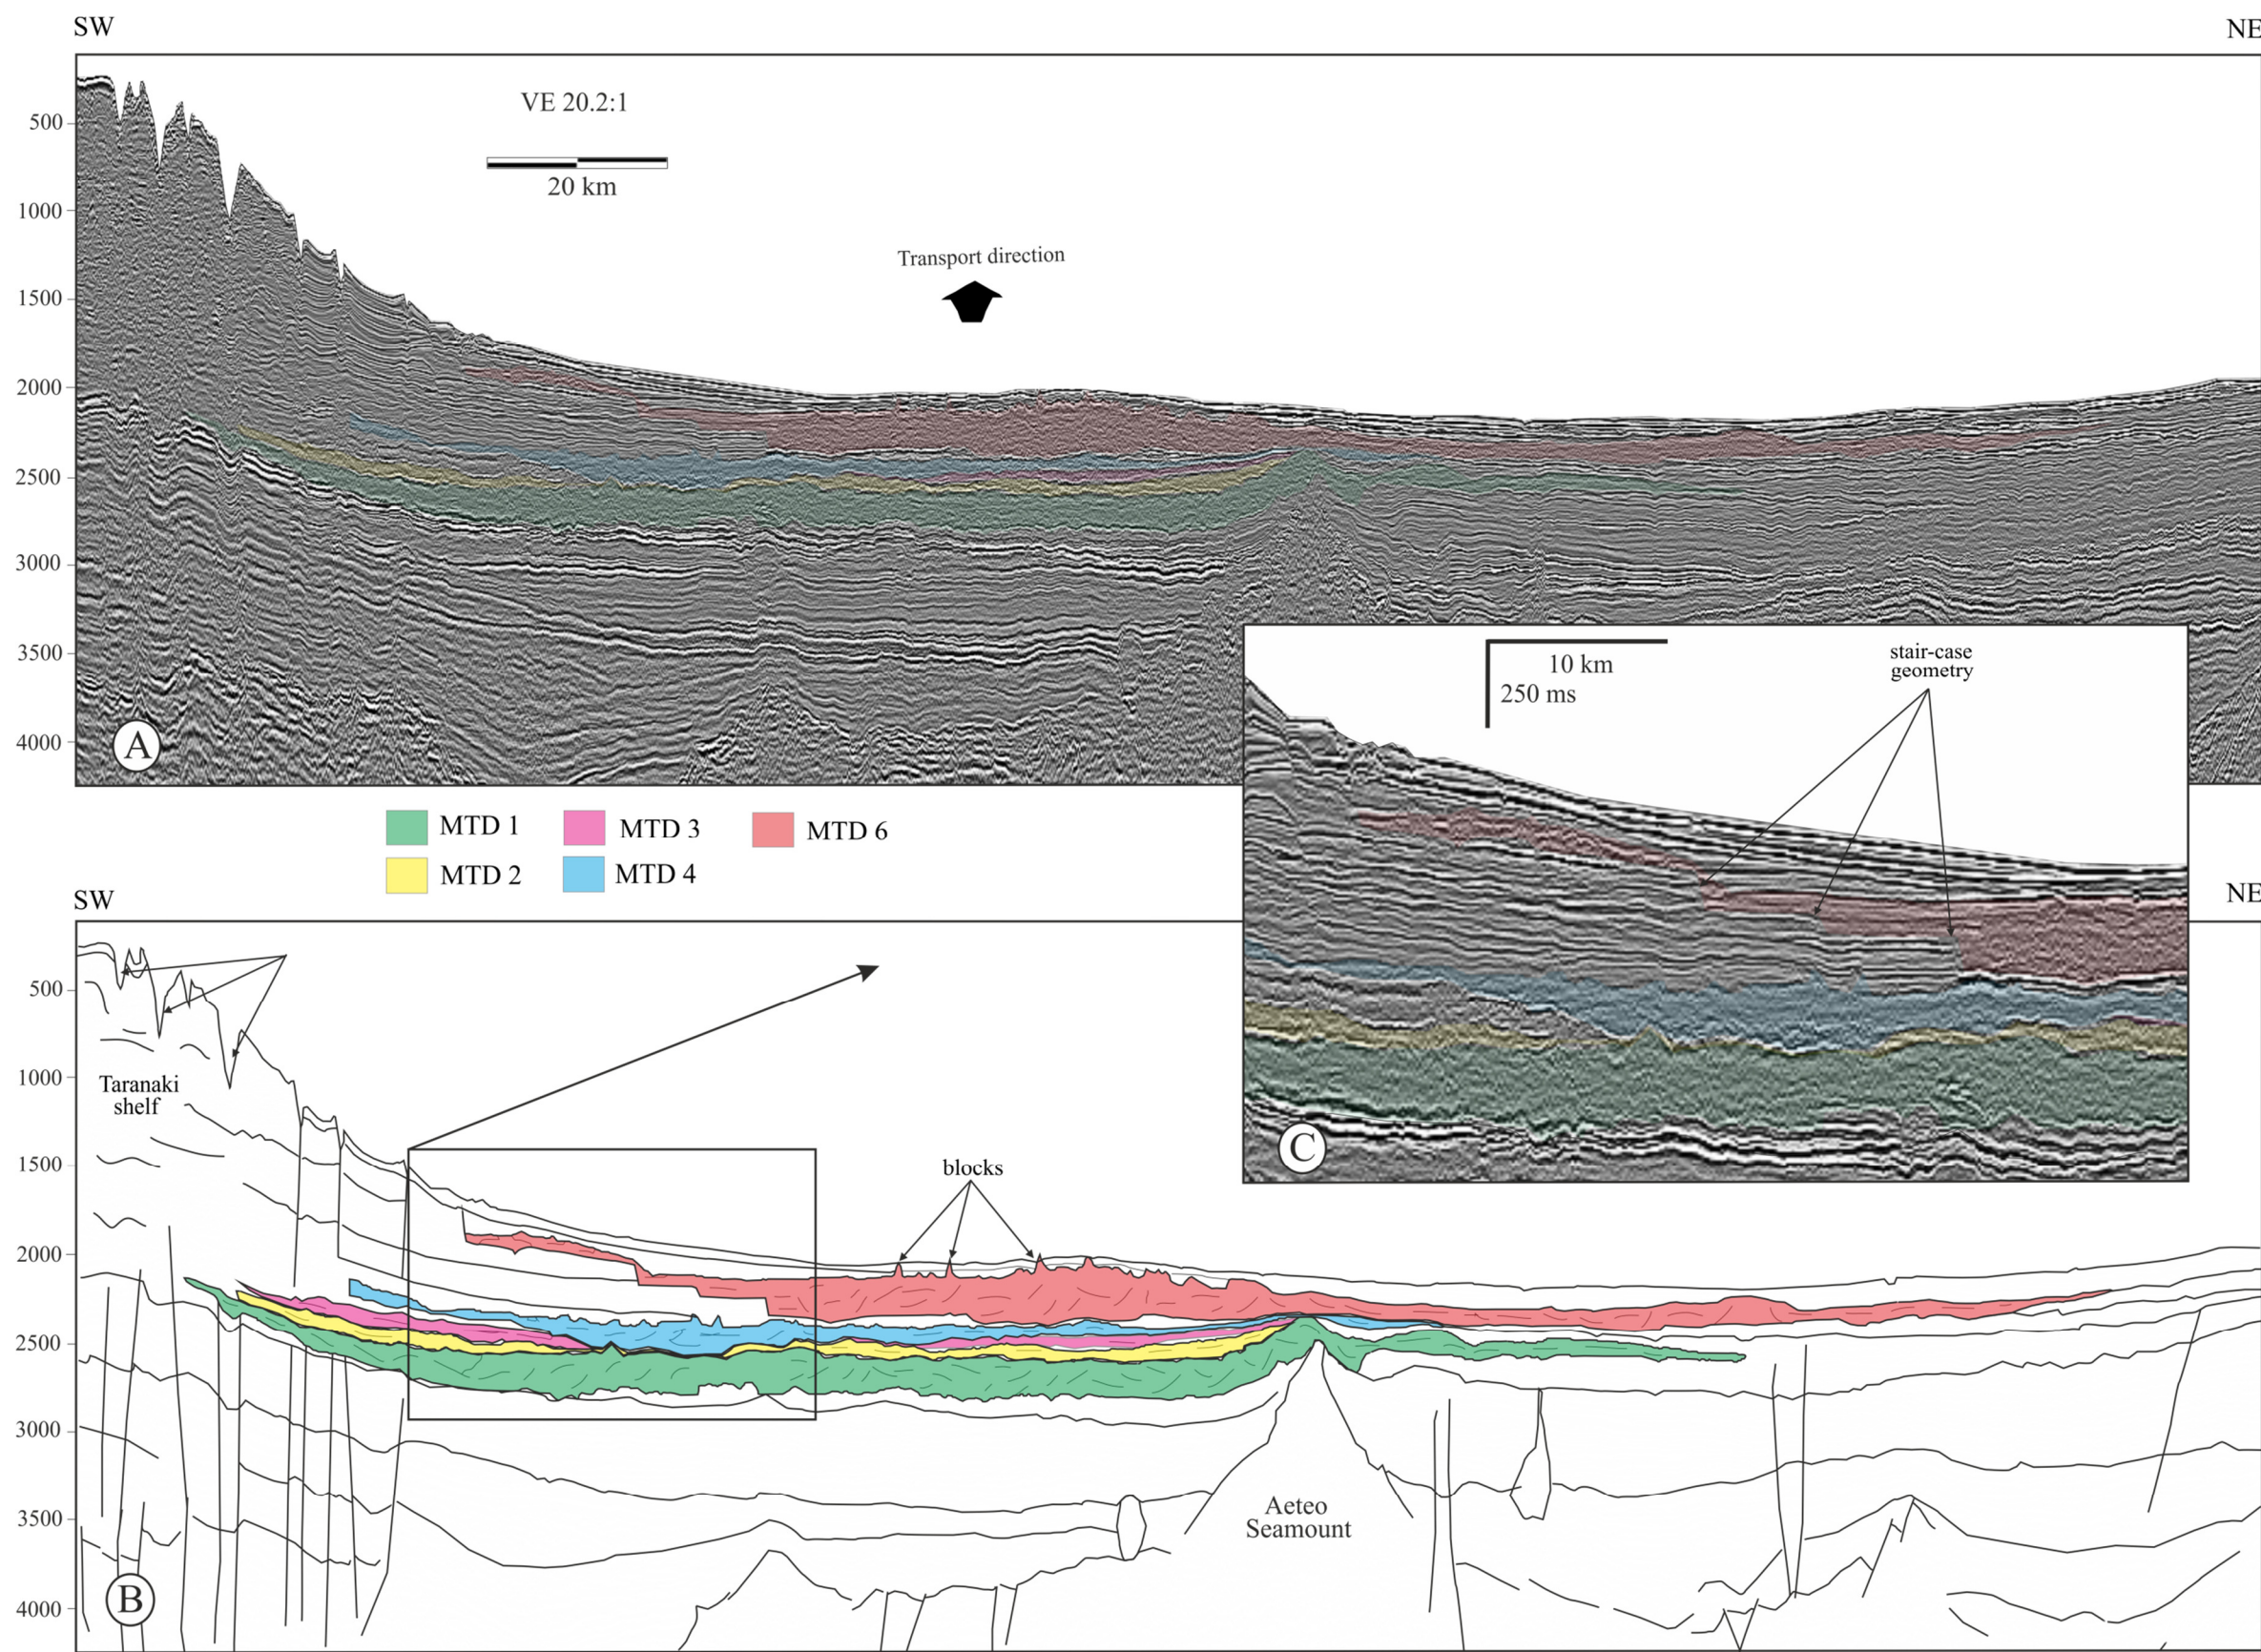 SW
NE
VE 20.2:1
20 km
Transport direction
500
1000
1500
2000
2500
3000
3500
4000
A
10 km
250 ms
stair-case
geometry
C
MTD 1
MTD 3
MTD 6
MTD 2
MTD 4
SW
NE
500
1000
1500
2000
2500
3000
3500
4000
Taranaki
shelf
blocks
Aeteo
Seamount
B